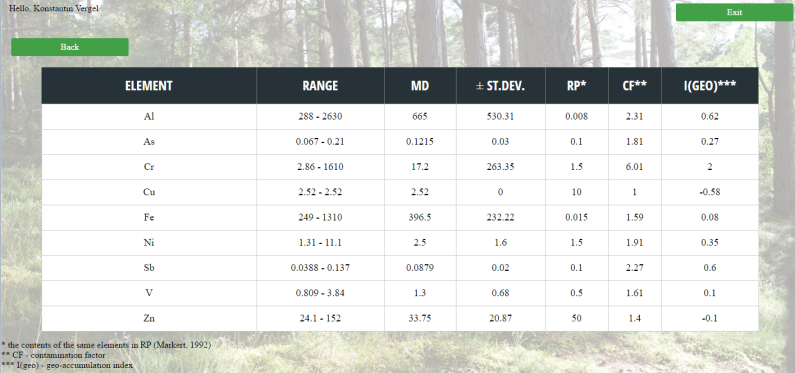 Hello, Konstantin Vergel
Exit
Back
ELEMENT RANGE MD ± ST.DEV. RP* CF** I(GEO)***
Al 288 - 2630 665 530.31 0.008 2.31 0.62
As 0.067 - 0.21 0.1215 0.03 0.1 1.81 0.27
Cr 2.86 - 1610 17.2 263.35 1.5 6.01 2
Cu 2.52 - 2.52 2.52 0 10 1 -0.58
Fe 249 - 1310 396.5 232.22 0.015 1.59 0.08
Ni 1.31 - 11.1 2.5 1.6 1.5 1.91 0.35
Sb 0.0388 - 0.137 0.0879 0.02 0.1 2.27 0.6
V 0.809 - 3.84 1.3 0.68 0.5 1.61 0.1
Zn 24.1 - 152 33.75 20.87 50 1.4 -0.1
* the contents of the same elements in RP (Markert. 1992)
** CF - contamination factor
*** I(geo) - geo-accumulation index